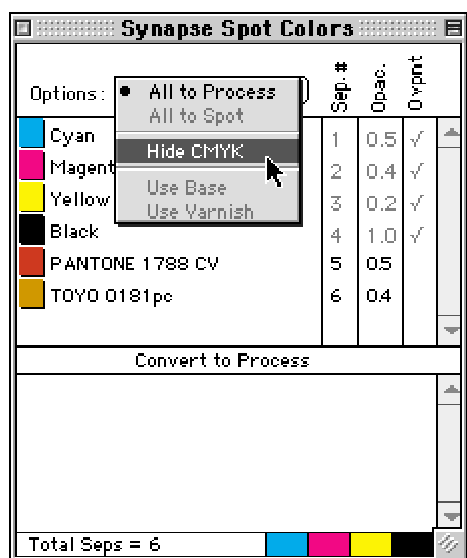 Synapse Spot Colors
Options: All to Process Sep.# Opac. Ovpnt
All to Spot
Hide CMYK
Use Base
Use Varnish
Cyan 1 0.5 √
Magent 2 0.4 √
Yellow 3 0.2 √
Black 4 1.0 √
PANTONE 1788 CV 5 0.5
TOYO 0181pc 6 0.4
Convert to Process
Total Seps = 6